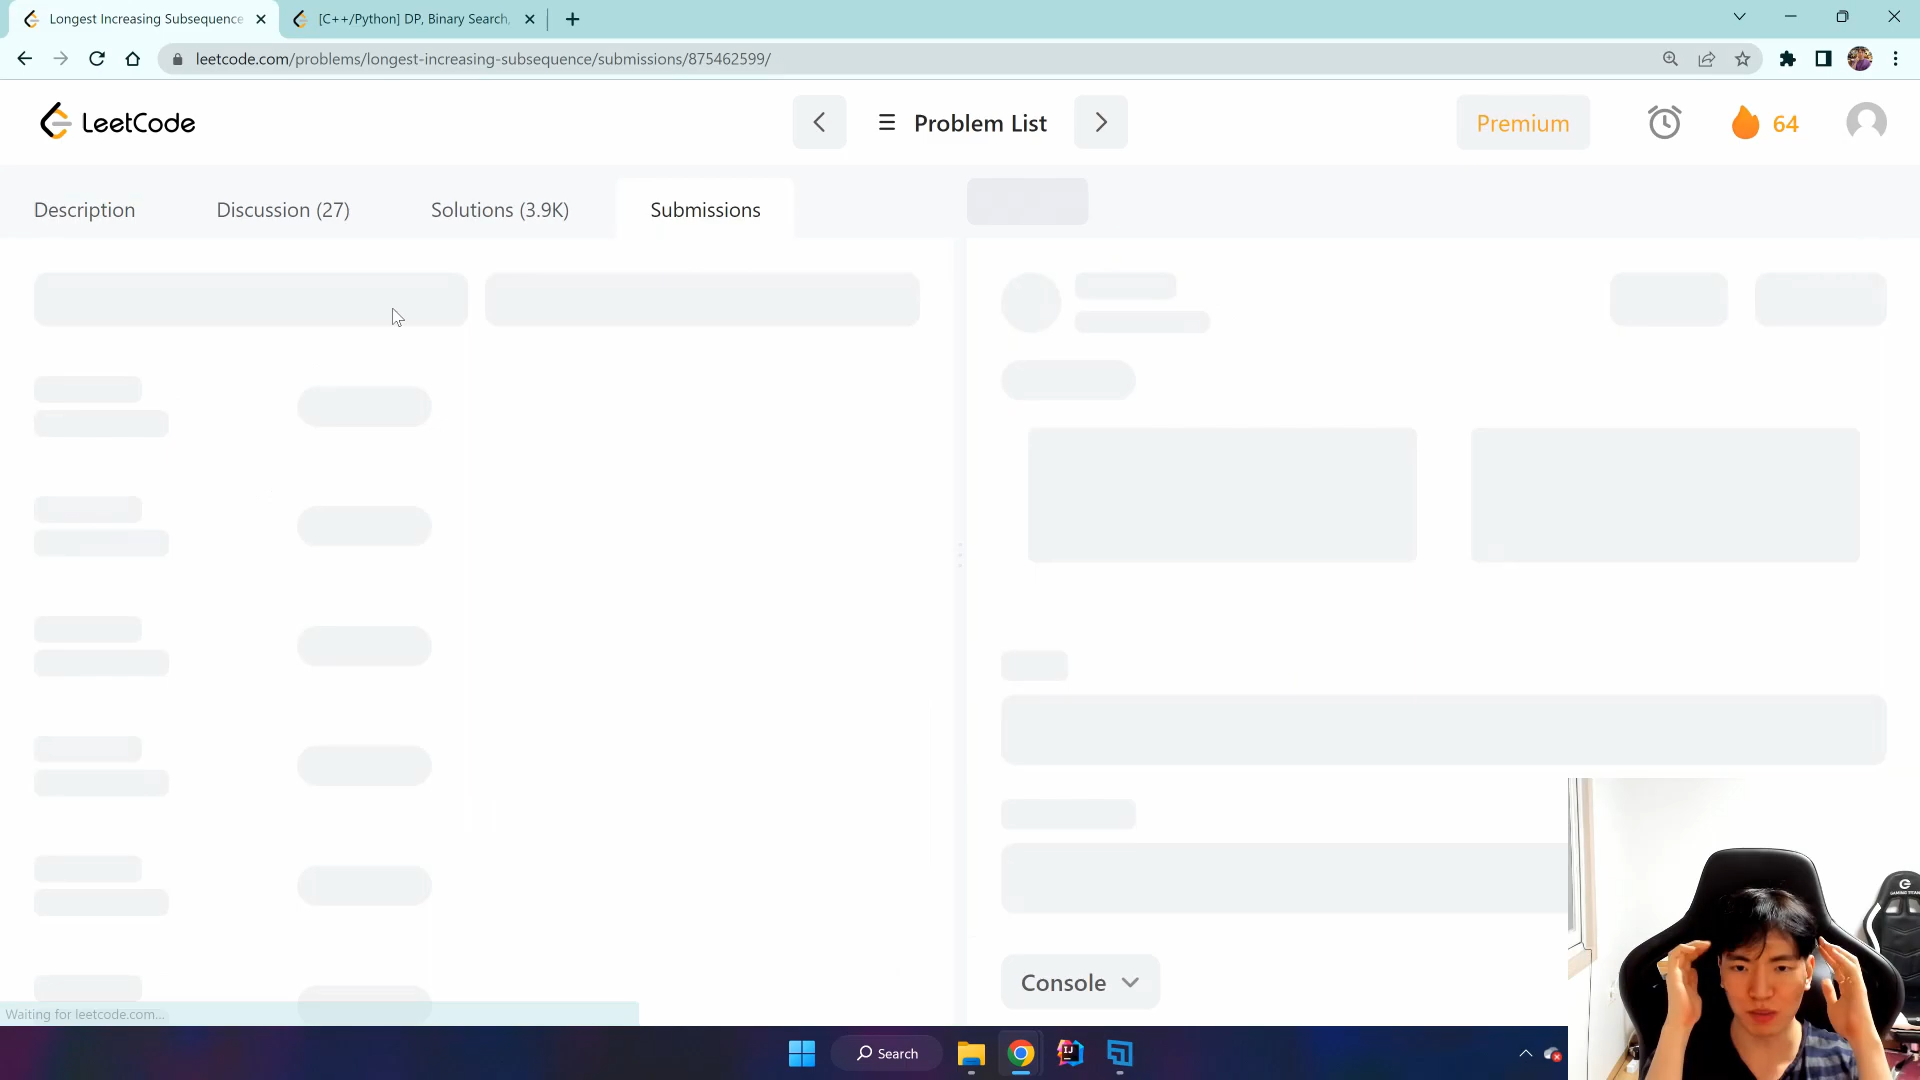 Longest Increasing Subsequence
[C++/Python] DP, Binary Search,
leetcode.com/problems/longest-increasing-subsequence/submissions/875462599/
LeetCode
Problem List
Premium
64
Description
Discussion (27)
Solutions (3.9K)
Submissions
Console
Waiting for leetcode.com...
Search